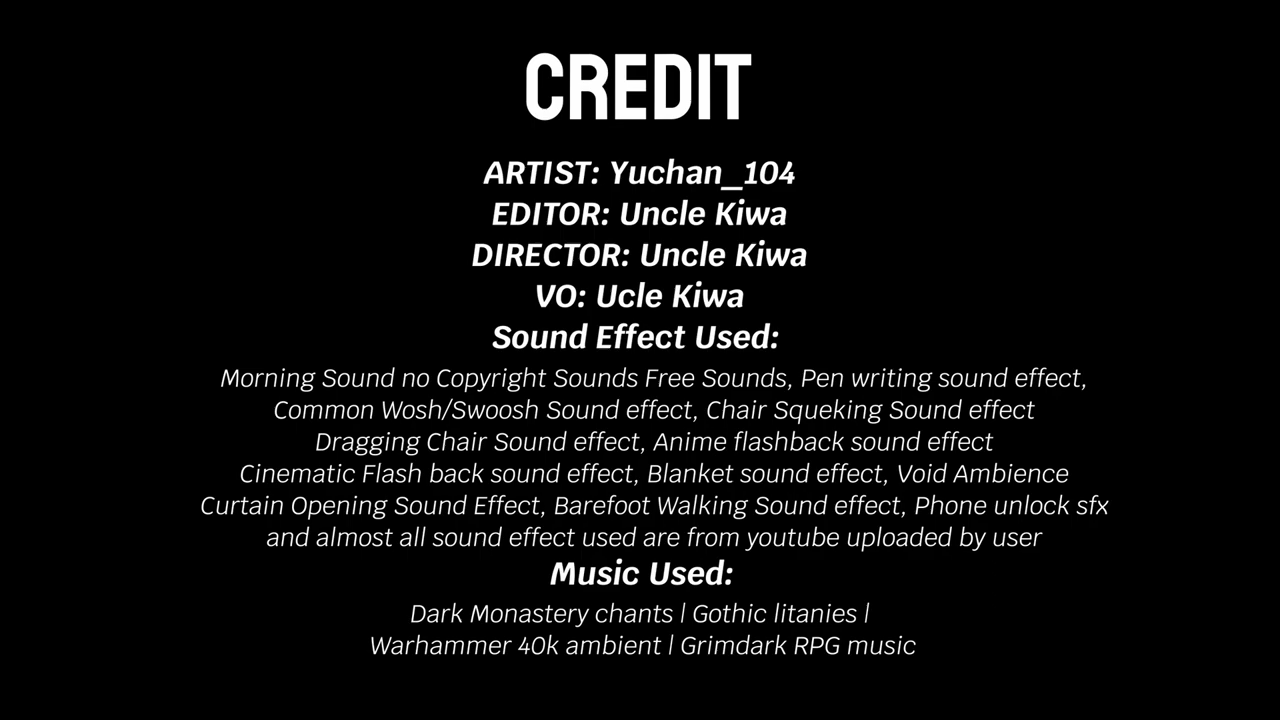 CREDIT
ARTIST: Yuchan_104
EDITOR: Uncle Kiwa
DIRECTOR: Uncle Kiwa
VO: Ucle Kiwa
Sound Effect Used:
Morning Sound no Copyright Sounds Free Sounds, Pen writing sound effect,
Common Wosh/Swoosh Sound effect, Chair Squeking Sound effect
Dragging Chair Sound effect, Anime flashback sound effect
Cinematic Flash back sound effect, Blanket sound effect, Void Ambience
Curtain Opening Sound Effect, Barefoot Walking Sound effect, Phone unlock sfx
and almost all sound effect used are from youtube uploaded by user
Music Used:
Dark Monastery chants | Gothic litanies |
Warhammer 40k ambient | Grimdark RPG music